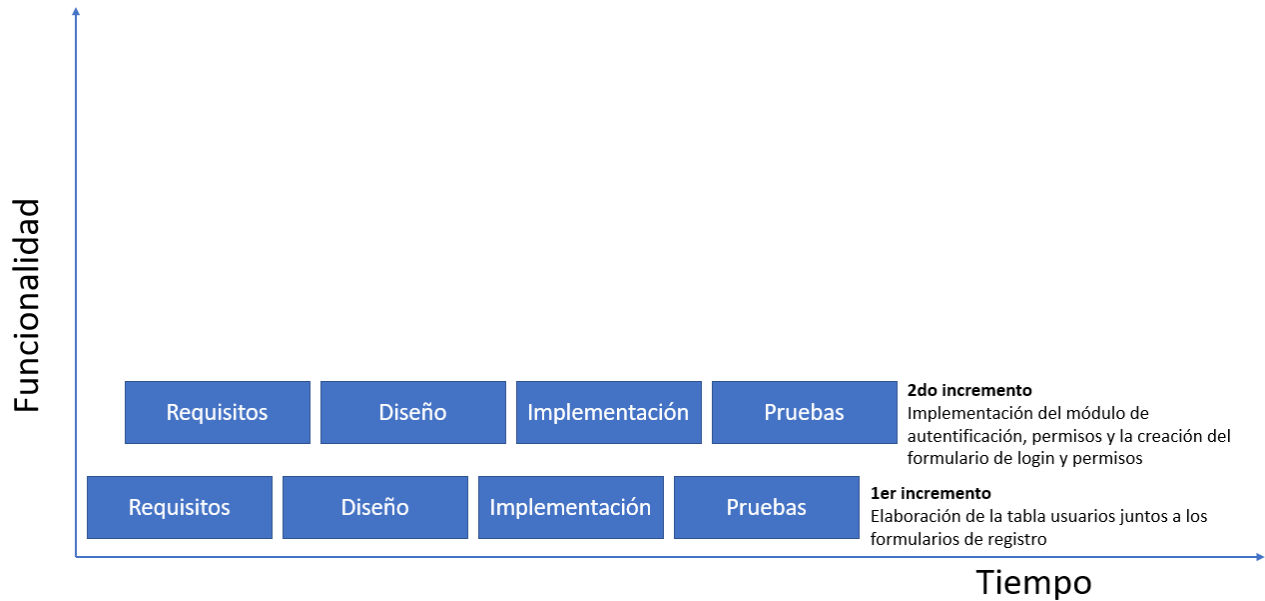 Funcionalidad
Requisitos
Diseño
Implementación
Pruebas
2do incremento
Implementación del módulo de
autentificación, permisos y la creación del
formulario de login y permisos
Requisitos
Diseño
Implementación
Pruebas
1er incremento
Elaboración de la tabla usuarios juntos a los
formularios de registro
Tiempo